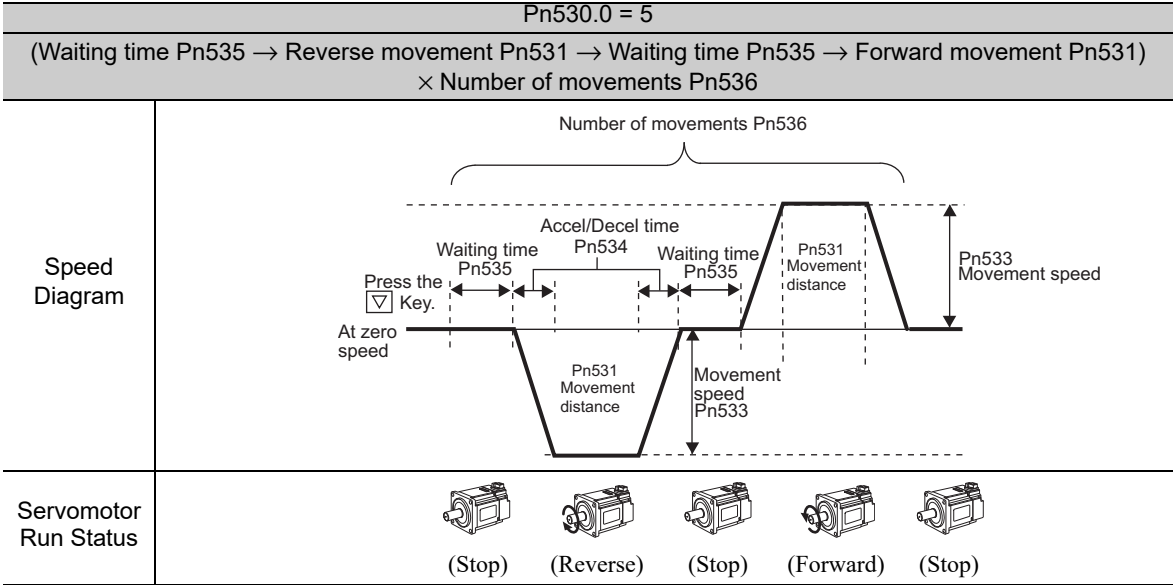 Pn530.0 = 5
(Waiting time Pn535 → Reverse movement Pn531 → Waiting time Pn535 → Forward movement Pn531)
× Number of movements Pn536
Speed
Diagram
Number of movements Pn536
Accel/Decel time
Pn534
Waiting time
Pn535
Waiting time
Pn535
Press the
▽ Key.
At zero
speed
Pn531
Movement
distance
Pn533
Movement speed
Pn531
Movement
distance
Movement
speed
Pn533
Servomotor
Run Status
(Stop) (Reverse) (Stop) (Forward) (Stop)